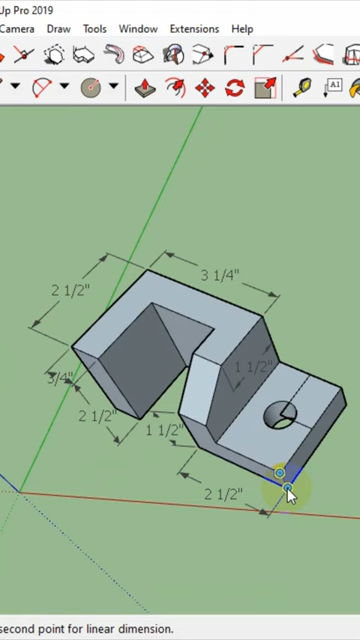 Up Pro 2019
Camera Draw Tools Window Extensions Help
A1
3 1/4"
2 1/2"
3/4"
1 1/2"
2 1/2"
1 1/2"
2 1/2"
second point for linear dimension.